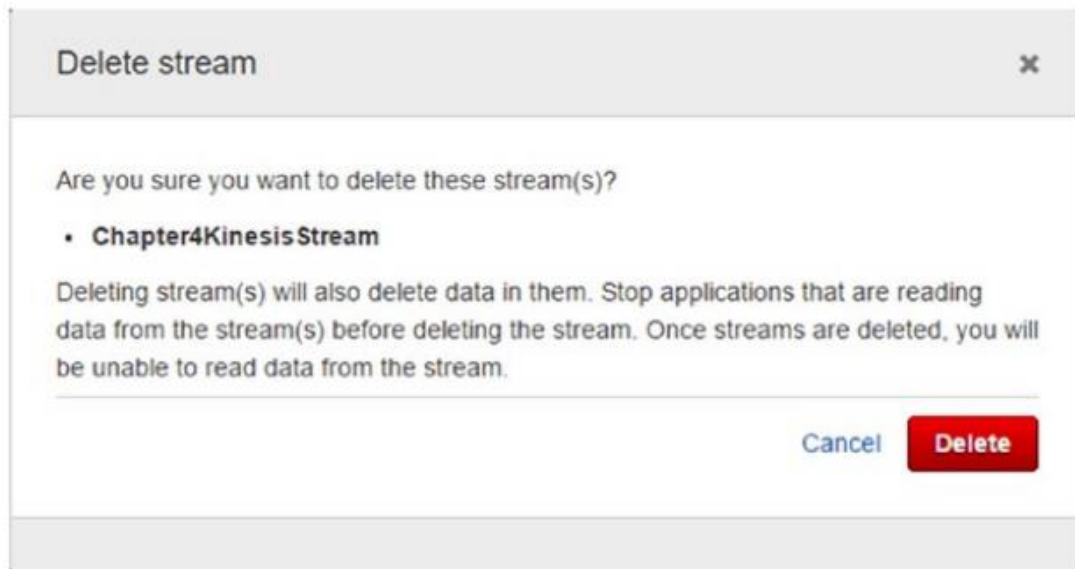 Delete stream
Are you sure you want to delete these stream(s)?
• Chapter4KinesisStream
Deleting stream(s) will also delete data in them. Stop applications that are reading
data from the stream(s) before deleting the stream. Once streams are deleted, you will
be unable to read data from the stream.
Cancel Delete